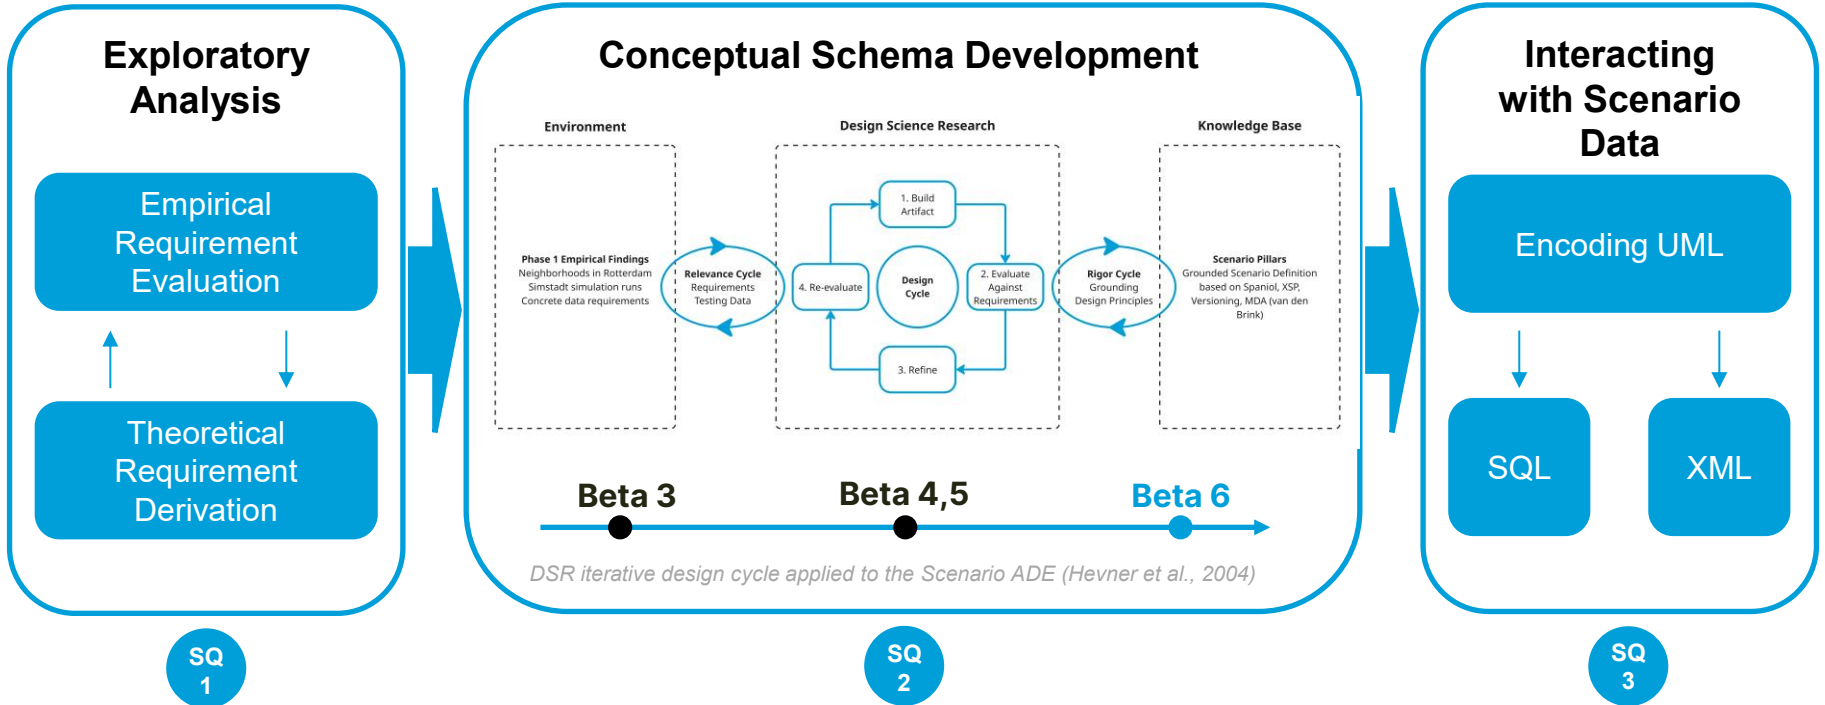 Exploratory
Analysis
Empirical
Requirement
Evaluation
Theoretical
Requirement
Derivation
SQ
1
Conceptual Schema Development
Environment
Phase 1 Empirical Findings
Neighborhoods in Rotterdam
Simstadt simulation runs
Concrete data requirements
Relevance Cycle
Requirements
Testing Data
Design Science Research
1. Build
Artifact
4. Re-evaluate
Design
Cycle
2. Evaluate
Against
Requirements
3. Refine
Rigor Cycle
Grounding
Design Principles
Knowledge Base
Scenario Pillars
Grounded Scenario Definition
based on Spaniol, XSP,
Versioning, MDA (van den
Brink)
Beta 3
Beta 4,5
Beta 6
DSR iterative design cycle applied to the Scenario ADE (Hevner et al., 2004)
SQ
2
Interacting
with Scenario
Data
Encoding UML
SQL
XML
SQ
3